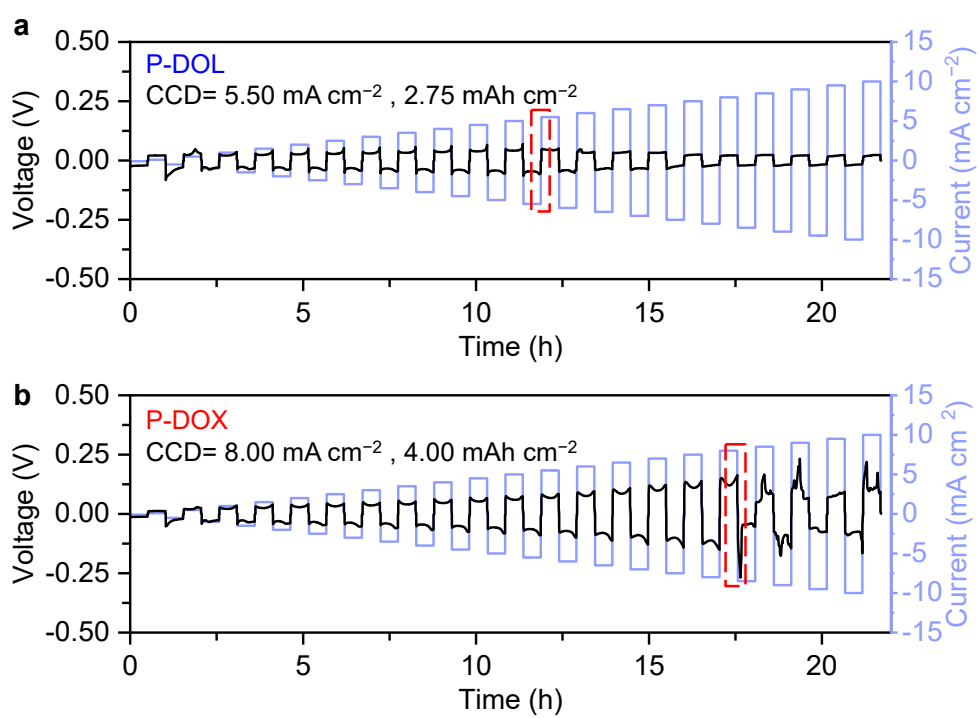 a
P-DOL
CCD= 5.50 mA cm⁻² , 2.75 mAh cm⁻²
Voltage (V)
0.50
0.25
0.00
-0.25
-0.50
Current (mA cm⁻²)
15
10
5
0
-5
-10
-15
0 5 10 15 20
Time (h)
b
P-DOX
CCD= 8.00 mA cm⁻² , 4.00 mAh cm⁻²
Voltage (V)
0.50
0.25
0.00
-0.25
-0.50
Current (mA cm⁻²)
15
10
5
0
-5
-10
-15
0 5 10 15 20
Time (h)